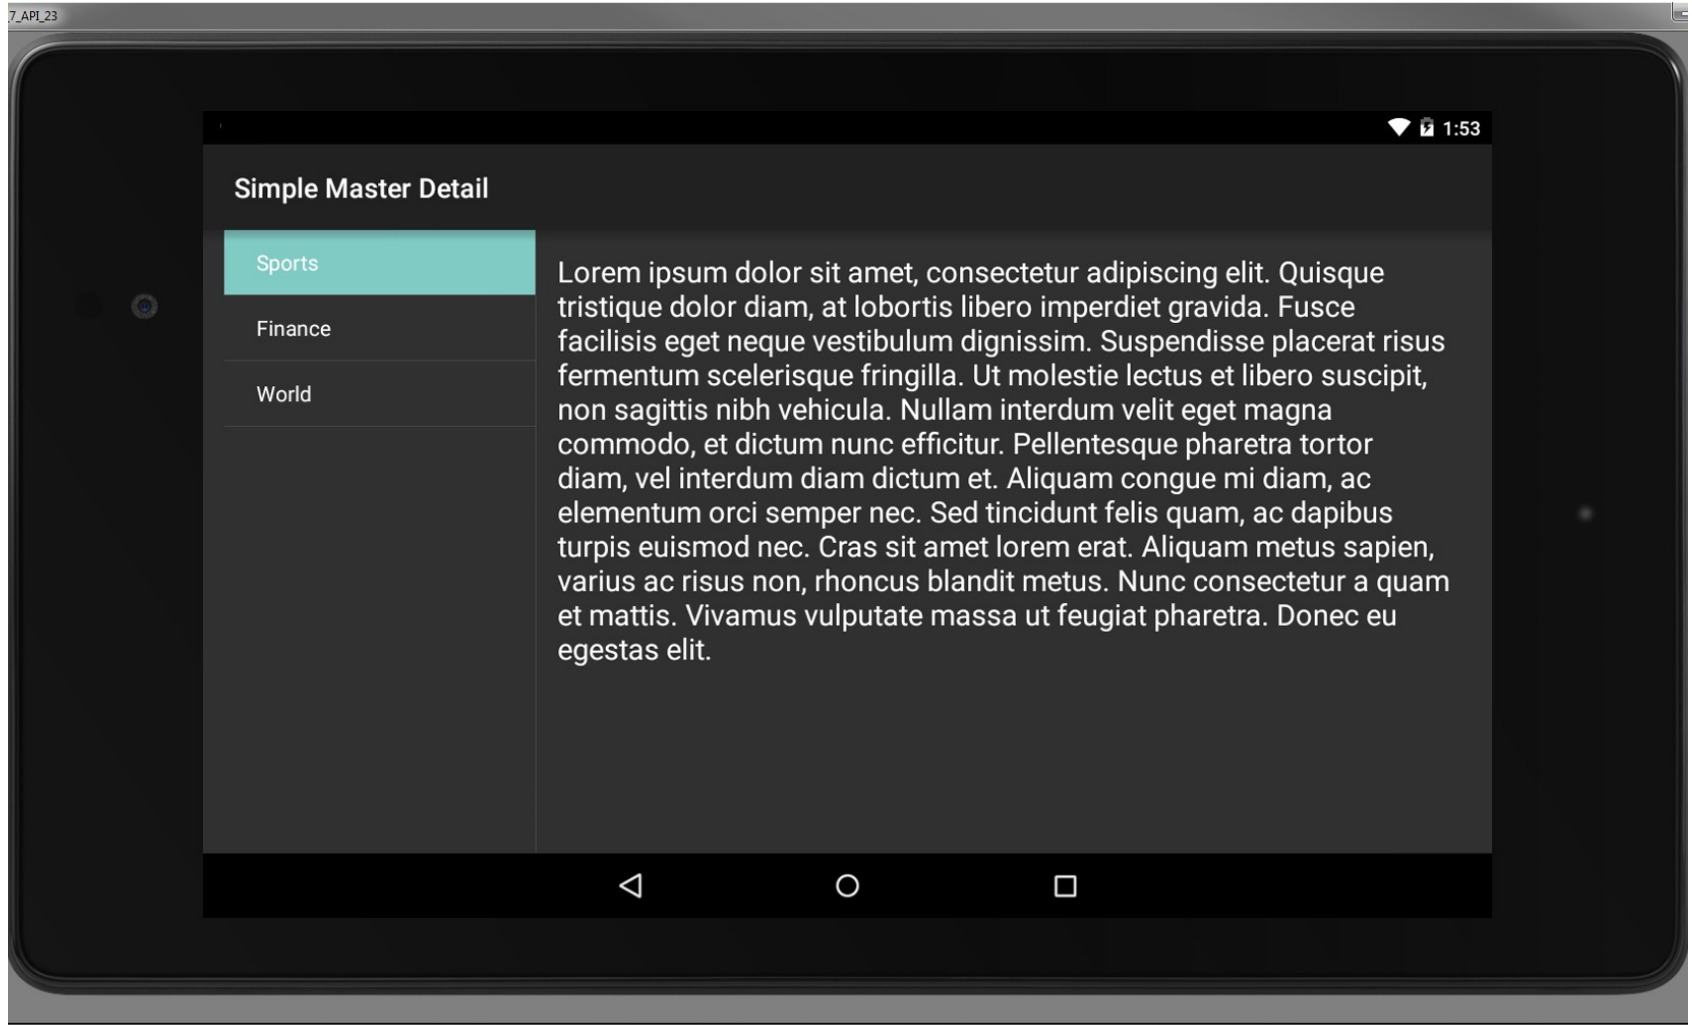 7_API_23
1:53
Simple Master Detail
Sports
Finance
World
Lorem ipsum dolor sit amet, consectetur adipiscing elit. Quisque
tristique dolor diam, at lobortis libero imperdiet gravida. Fusce
facilisis eget neque vestibulum dignissim. Suspendisse placerat risus
fermentum scelerisque fringilla. Ut molestie lectus et libero suscipit,
non sagittis nibh vehicula. Nullam interdum velit eget magna
commodo, et dictum nunc efficitur. Pellentesque pharetra tortor
diam, vel interdum diam dictum et. Aliquam congue mi diam, ac
elementum orci semper nec. Sed tincidunt felis quam, ac dapibus
turpis euismod nec. Cras sit amet lorem erat. Aliquam metus sapien,
varius ac risus non, rhoncus blandit metus. Nunc consectetur a quam
et mattis. Vivamus vulputate massa ut feugiat pharetra. Donec eu
egestas elit.